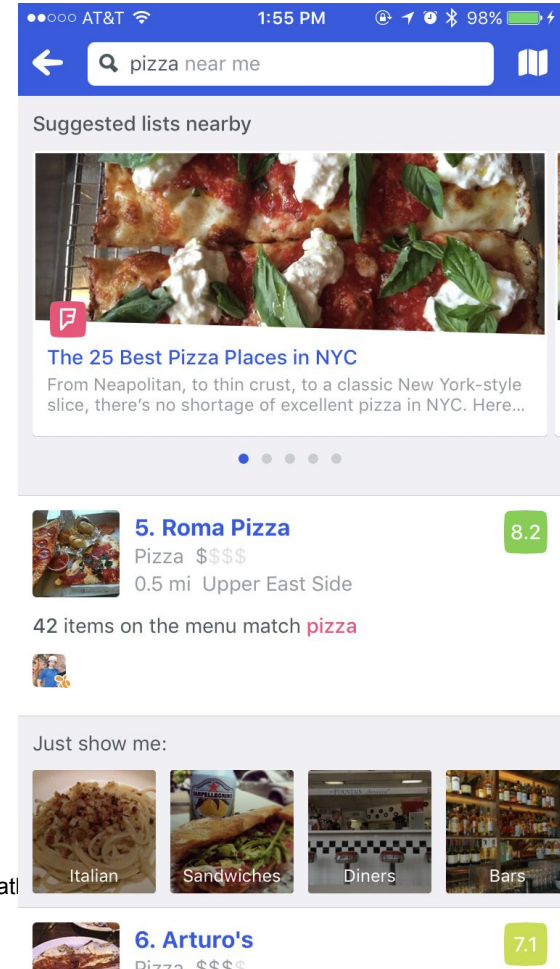 AT&T 1:55 PM 98%
pizza near me
Suggested lists nearby
The 25 Best Pizza Places in NYC
From Neapolitan, to thin crust, to a classic New York-style
slice, there's no shortage of excellent pizza in NYC. Here...
5. Roma Pizza 8.2
Pizza $$$$
0.5 mi Upper East Side
42 items on the menu match pizza
Just show me:
Italian Sandwiches Diners Bars
6. Arturo's 7.1
Pizza $$$$